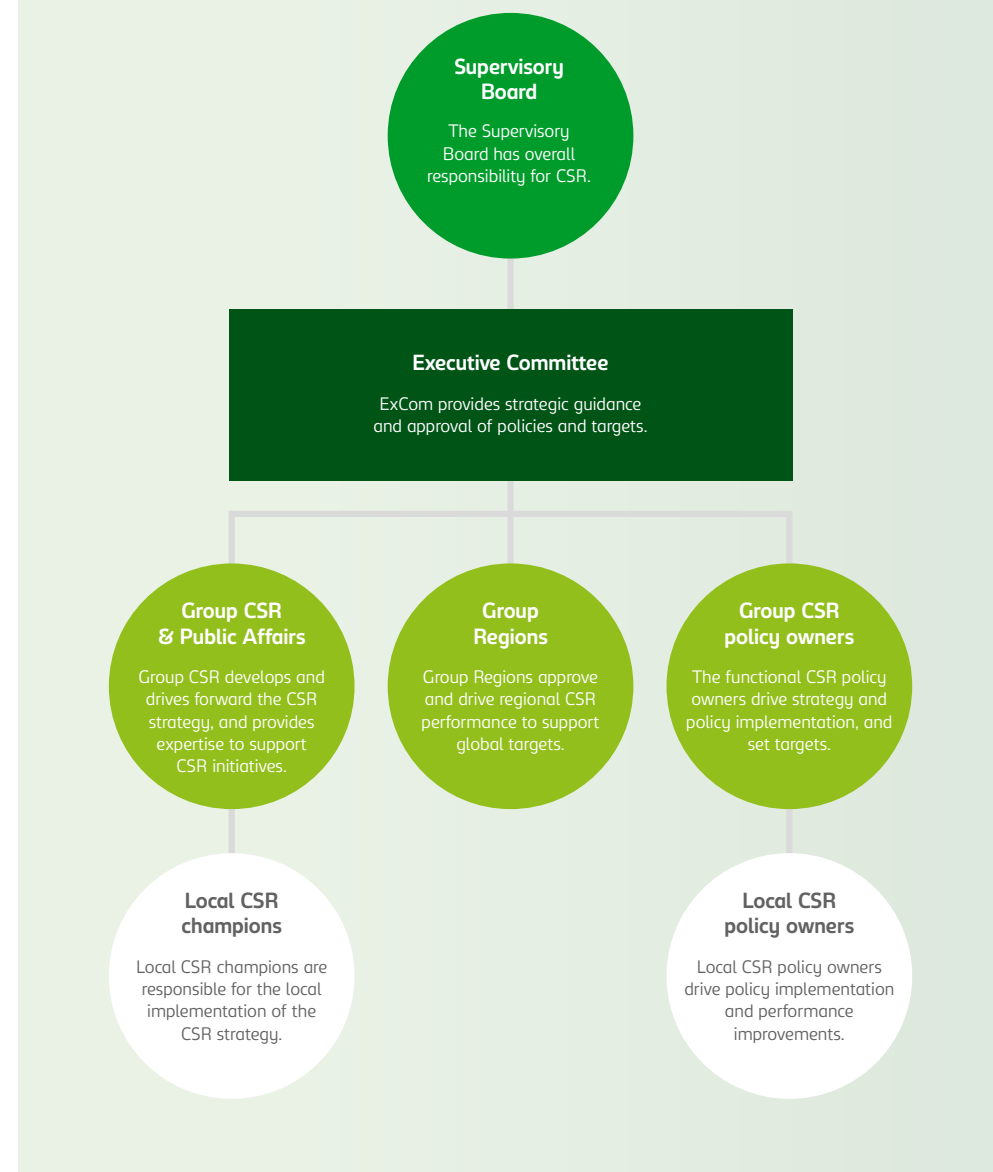 Supervisory
Board
The Supervisory
Board has overall
responsibility for CSR.
Executive Committee
ExCom provides strategic guidance
and approval of policies and targets.
Group CSR
& Public Affairs
Group CSR develops and
drives forward the CSR
strategy, and provides
expertise to support
CSR initiatives.
Group
Regions
Group Regions approve
and drive regional CSR
performance to support
global targets.
Group CSR
policy owners
The functional CSR policy
owners drive strategy and
policy implementation, and
set targets.
Local CSR
champions
Local CSR champions are
responsible for the local
implementation of the
CSR strategy.
Local CSR
policy owners
Local CSR policy owners
drive policy implementation
and performance
improvements.